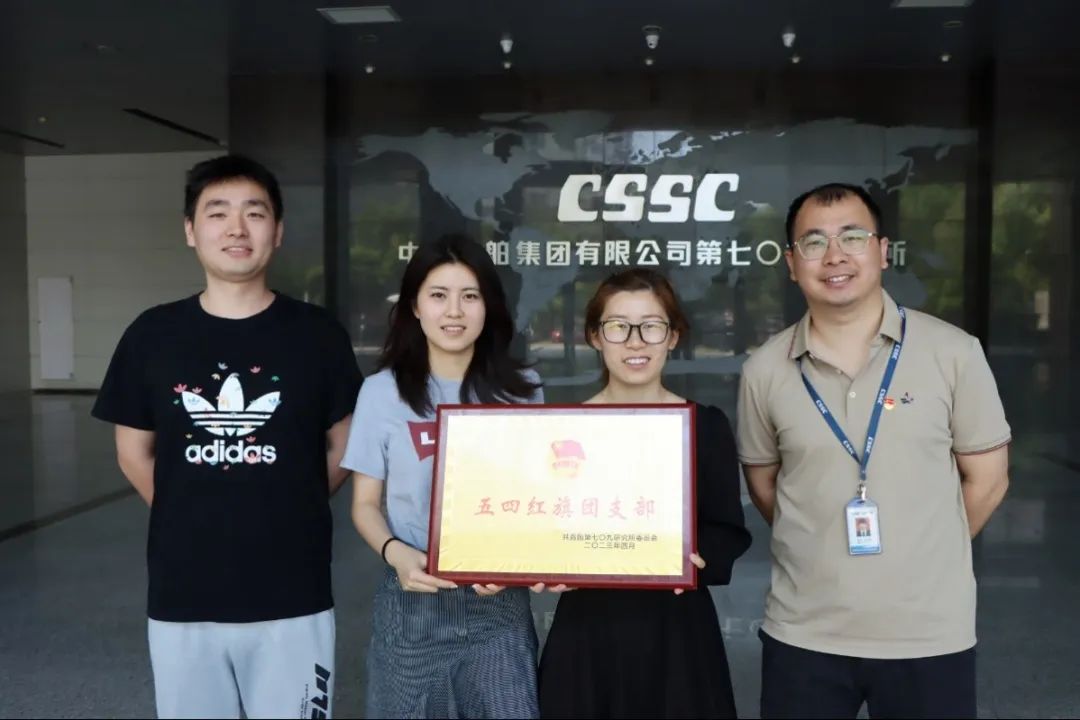 CSSC
中 舶集团有限公司第七〇 所
adidas
L
五四红旗团支部
共青团第七〇九研究所委员会
二〇二三年四月
CSSC